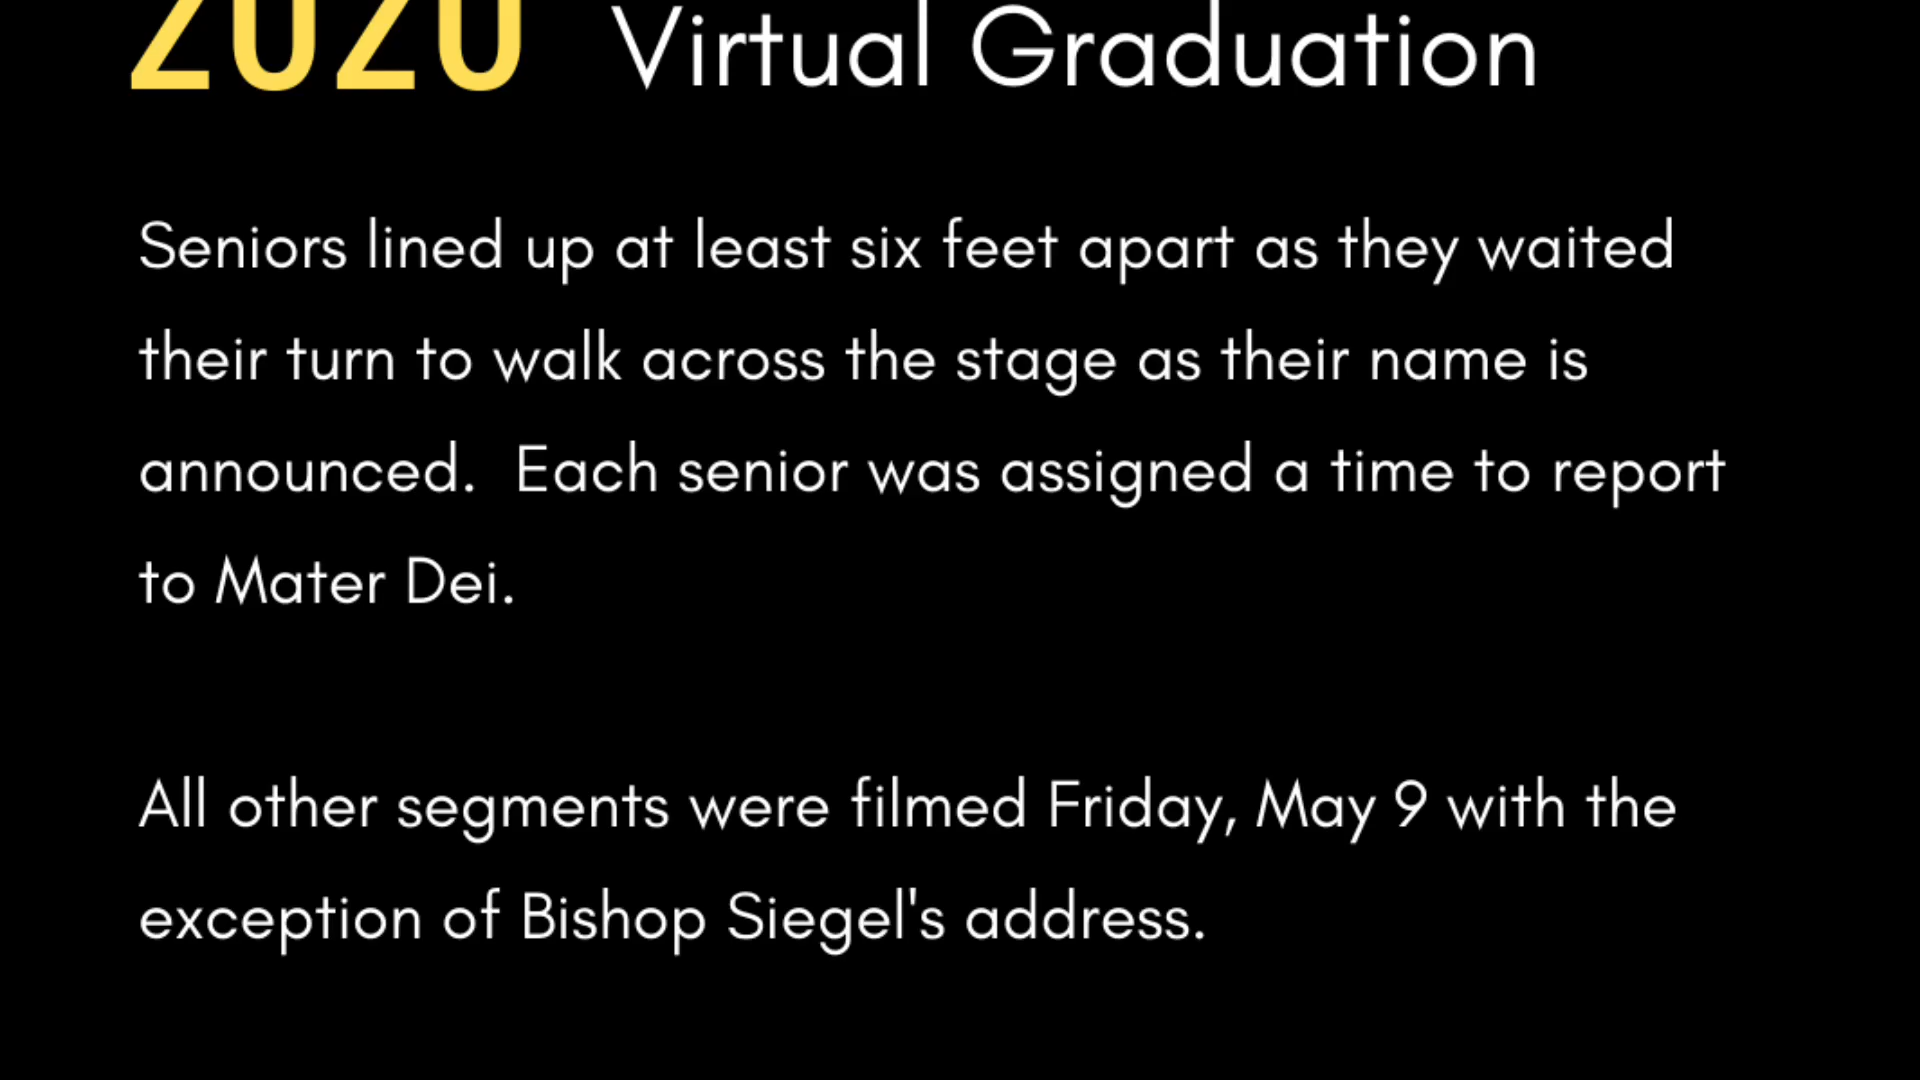 2020 Virtual Graduation
Seniors lined up at least six feet apart as they waited
their turn to walk across the stage as their name is
announced.  Each senior was assigned a time to report
to Mater Dei.
All other segments were filmed Friday, May 9 with the
exception of Bishop Siegel's address.